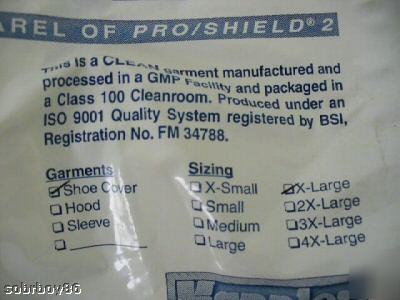 AREL OF PRO/SHIELD® 2
This is a CLEAN garment manufactured and
processed in a GMP Facility and packaged in
a Class 100 Cleanroom. Produced under an
ISO 9001 Quality System registered by BSI,
Registration No. FM 34788.
Garments
Shoe Cover
Hood
Sleeve
Sizing
X-Small
Small
Medium
Large
X-Large
2X-Large
3X-Large
4X-Large
sobrboy86